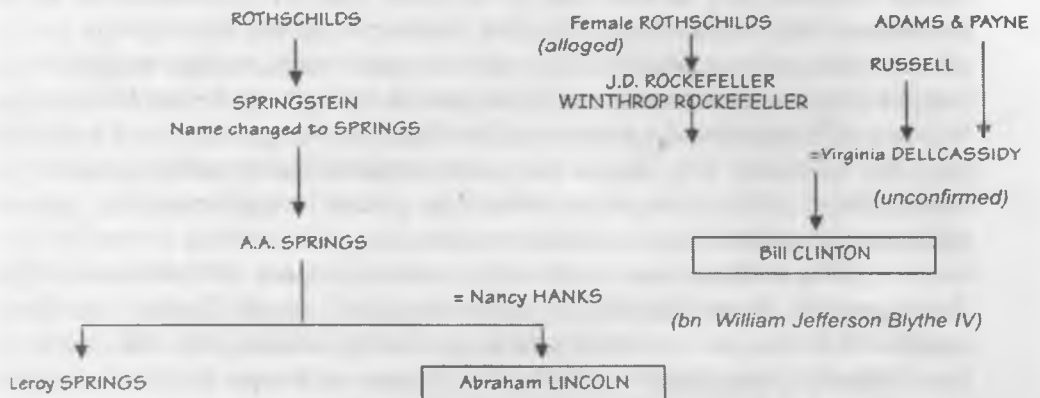 ROTHSCHILDS
SPRINGSTEIN
Name changed to SPRINGS
A.A. SPRINGS
= Nancy HANKS
Leroy SPRINGS
Abraham LINCOLN
Female ROTHSCHILDS
(alloged)
J.D. ROCKEFELLER
WINTHROP ROCKEFELLER
ADAMS & PAYNE
RUSSELL
=Virginia DELLCASSIDY
(unconfirmed)
Bill CLINTON
(bn William Jefferson Blythe IV)